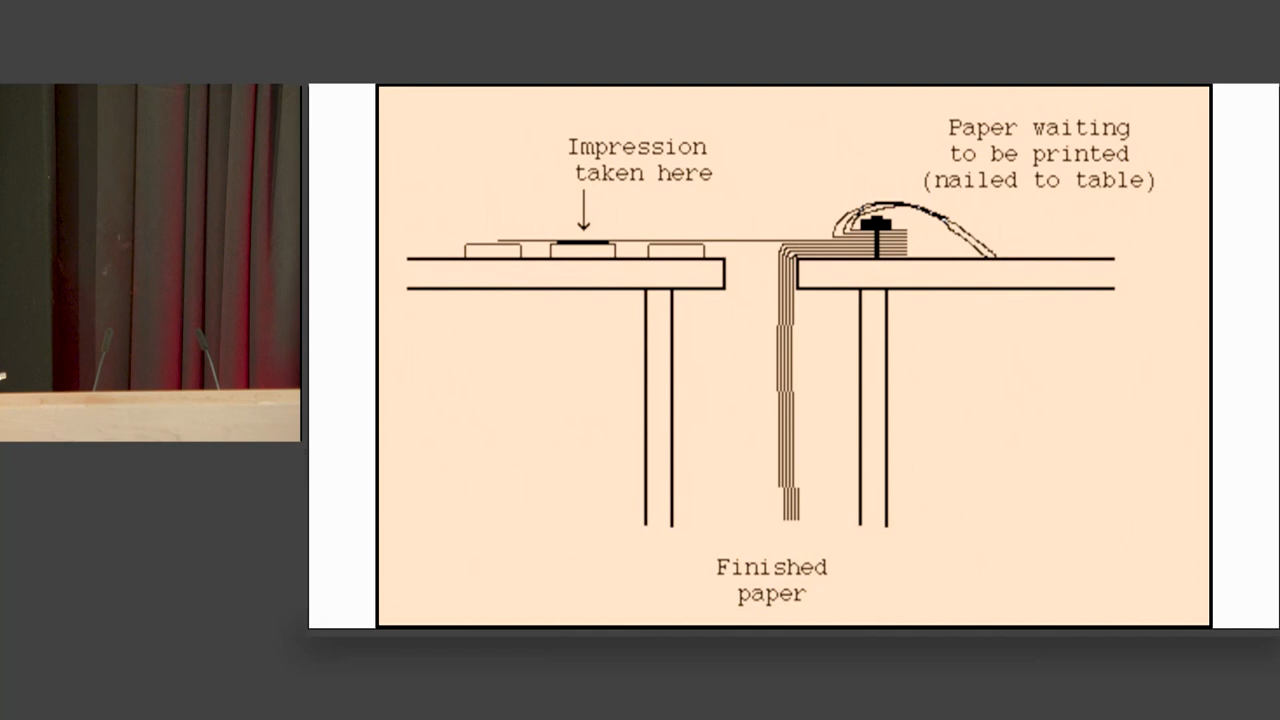 Impression
taken here
Paper waiting
to be printed
(nailed to table)
Finished
paper